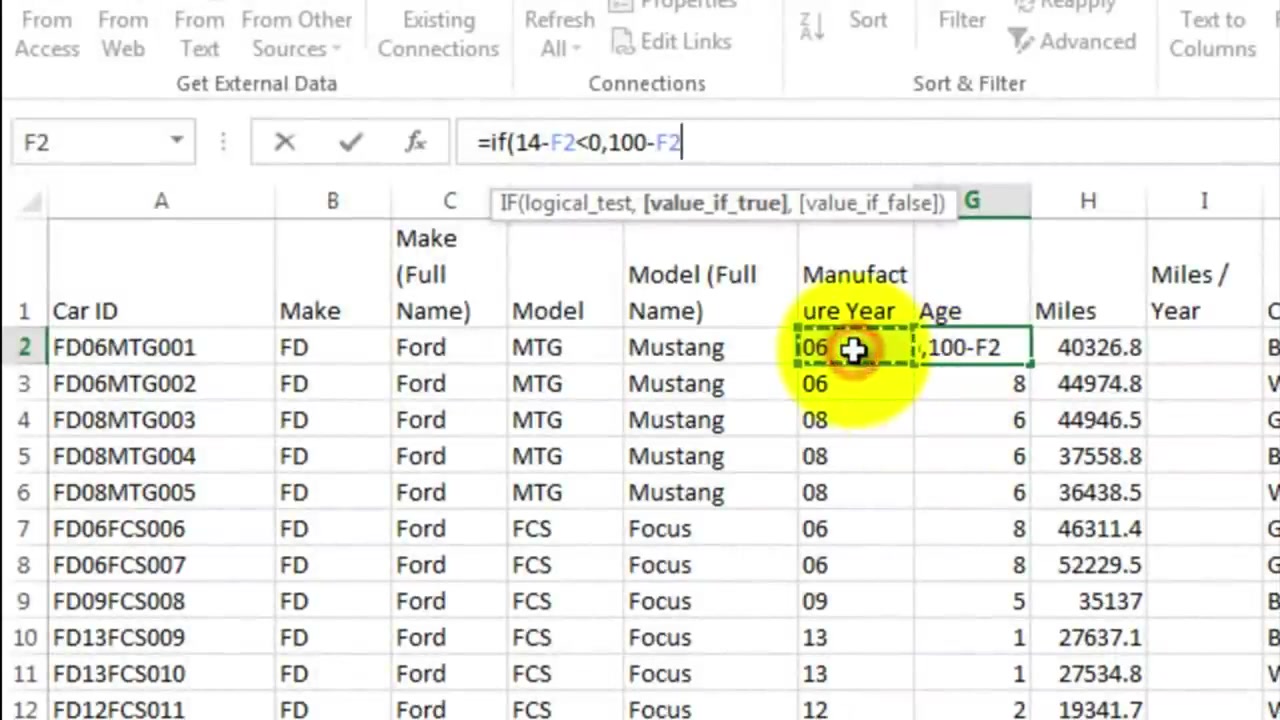 Properties
Reapply
From From From From Other Existing Refresh Sort Filter Text to
Access Web Text Sources Connections All Edit Links Advanced Columns
Get External Data Connections Sort & Filter
F2 fx =if(14-F2<0,100-F2
IF(logical_test, [value_if_true], [value_if_false])
A B C G H I
1 Car ID Make Make (Full Name) Model Model (Full Name) Manufacture Year Age Miles Miles / Year
2 FD06MTG001 FD Ford MTG Mustang 06 ,100-F2 40326.8
3 FD06MTG002 FD Ford MTG Mustang 06 8 44974.8
4 FD08MTG003 FD Ford MTG Mustang 08 6 44946.5
5 FD08MTG004 FD Ford MTG Mustang 08 6 37558.8
6 FD08MTG005 FD Ford MTG Mustang 08 6 36438.5
7 FD06FCS006 FD Ford FCS Focus 06 8 46311.4
8 FD06FCS007 FD Ford FCS Focus 06 8 52229.5
9 FD09FCS008 FD Ford FCS Focus 09 5 35137
10 FD13FCS009 FD Ford FCS Focus 13 1 27637.1
11 FD13FCS010 FD Ford FCS Focus 13 1 27534.8
12 FD12FCS011 FD Ford FCS Focus 12 2 19341.7